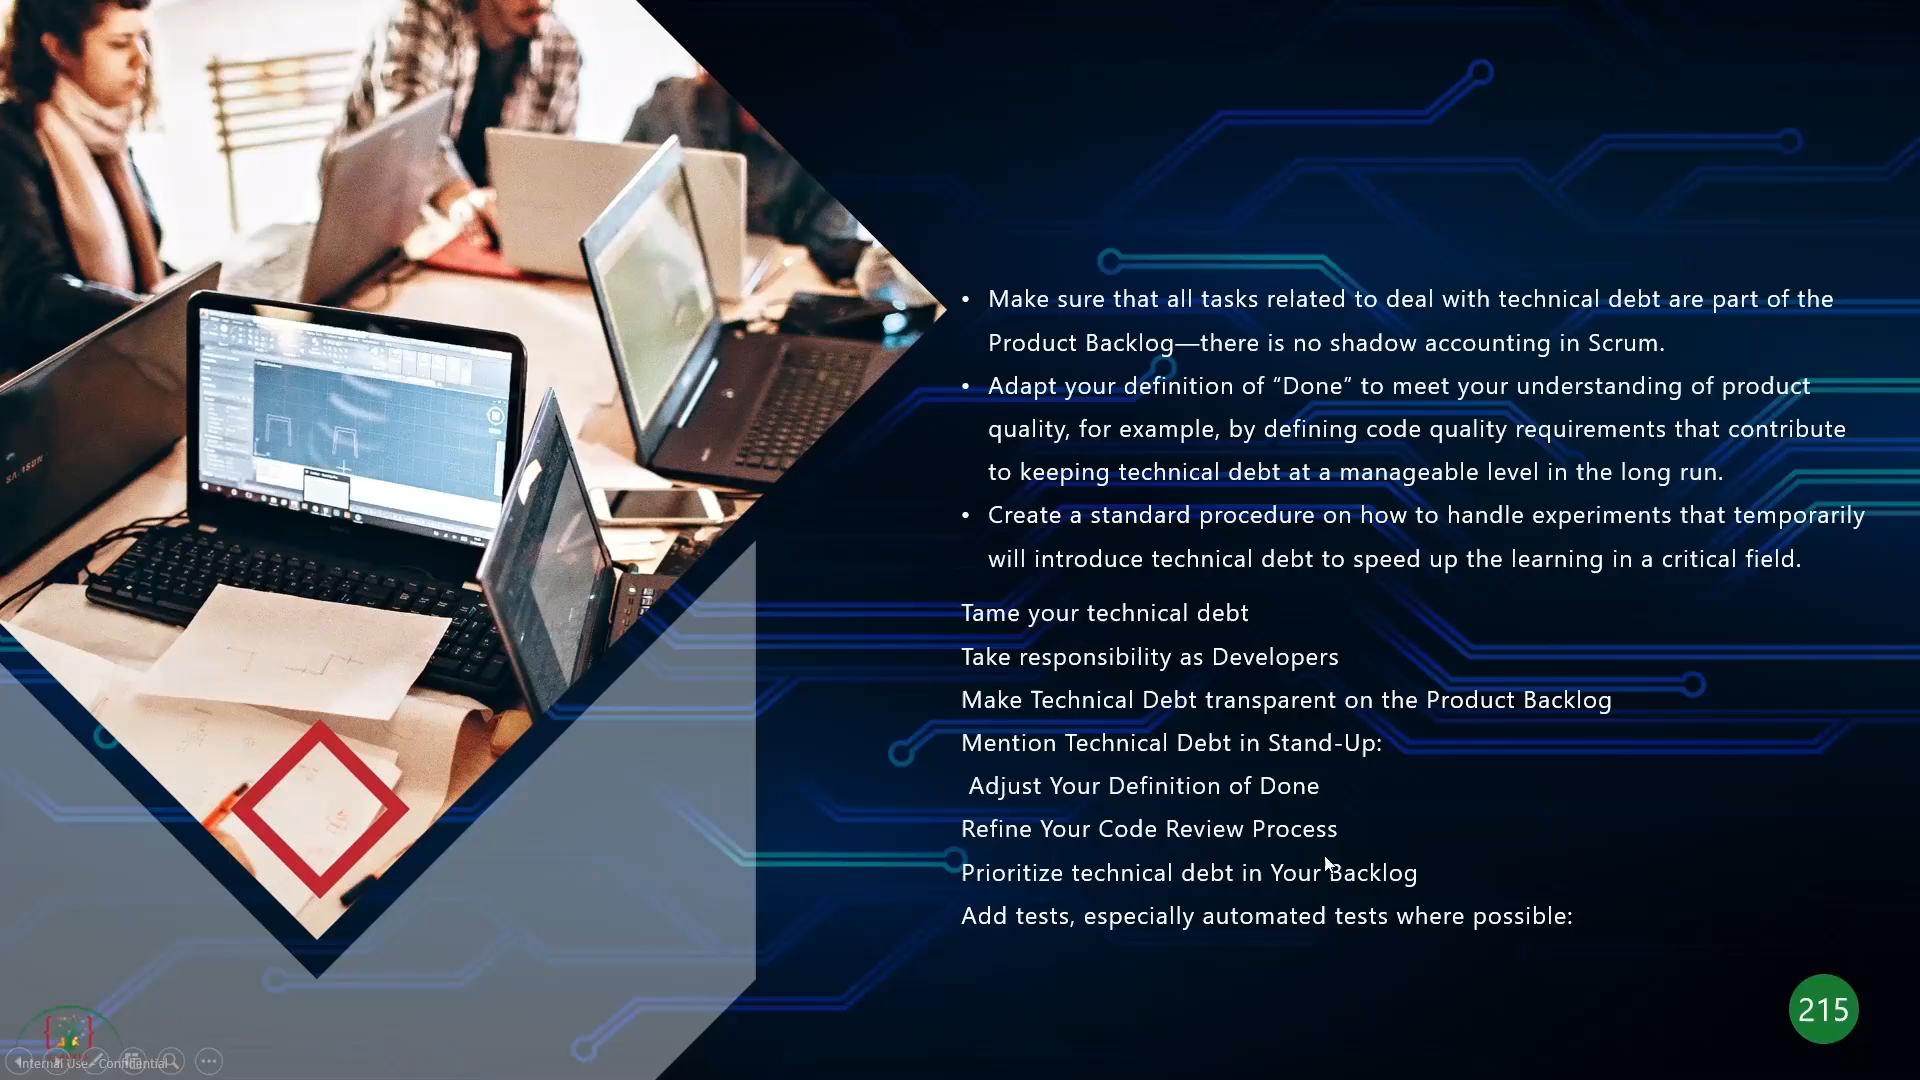 • Make sure that all tasks related to deal with technical debt are part of the
Product Backlog—there is no shadow accounting in Scrum.
• Adapt your definition of “Done” to meet your understanding of product
quality, for example, by defining code quality requirements that contribute
to keeping technical debt at a manageable level in the long run.
• Create a standard procedure on how to handle experiments that temporarily
will introduce technical debt to speed up the learning in a critical field.
Tame your technical debt
Take responsibility as Developers
Make Technical Debt transparent on the Product Backlog
Mention Technical Debt in Stand-Up:
Adjust Your Definition of Done
Refine Your Code Review Process
Prioritize technical debt in Your Backlog
Add tests, especially automated tests where possible:
215
SAMSUNG
Internal Use - Confidential